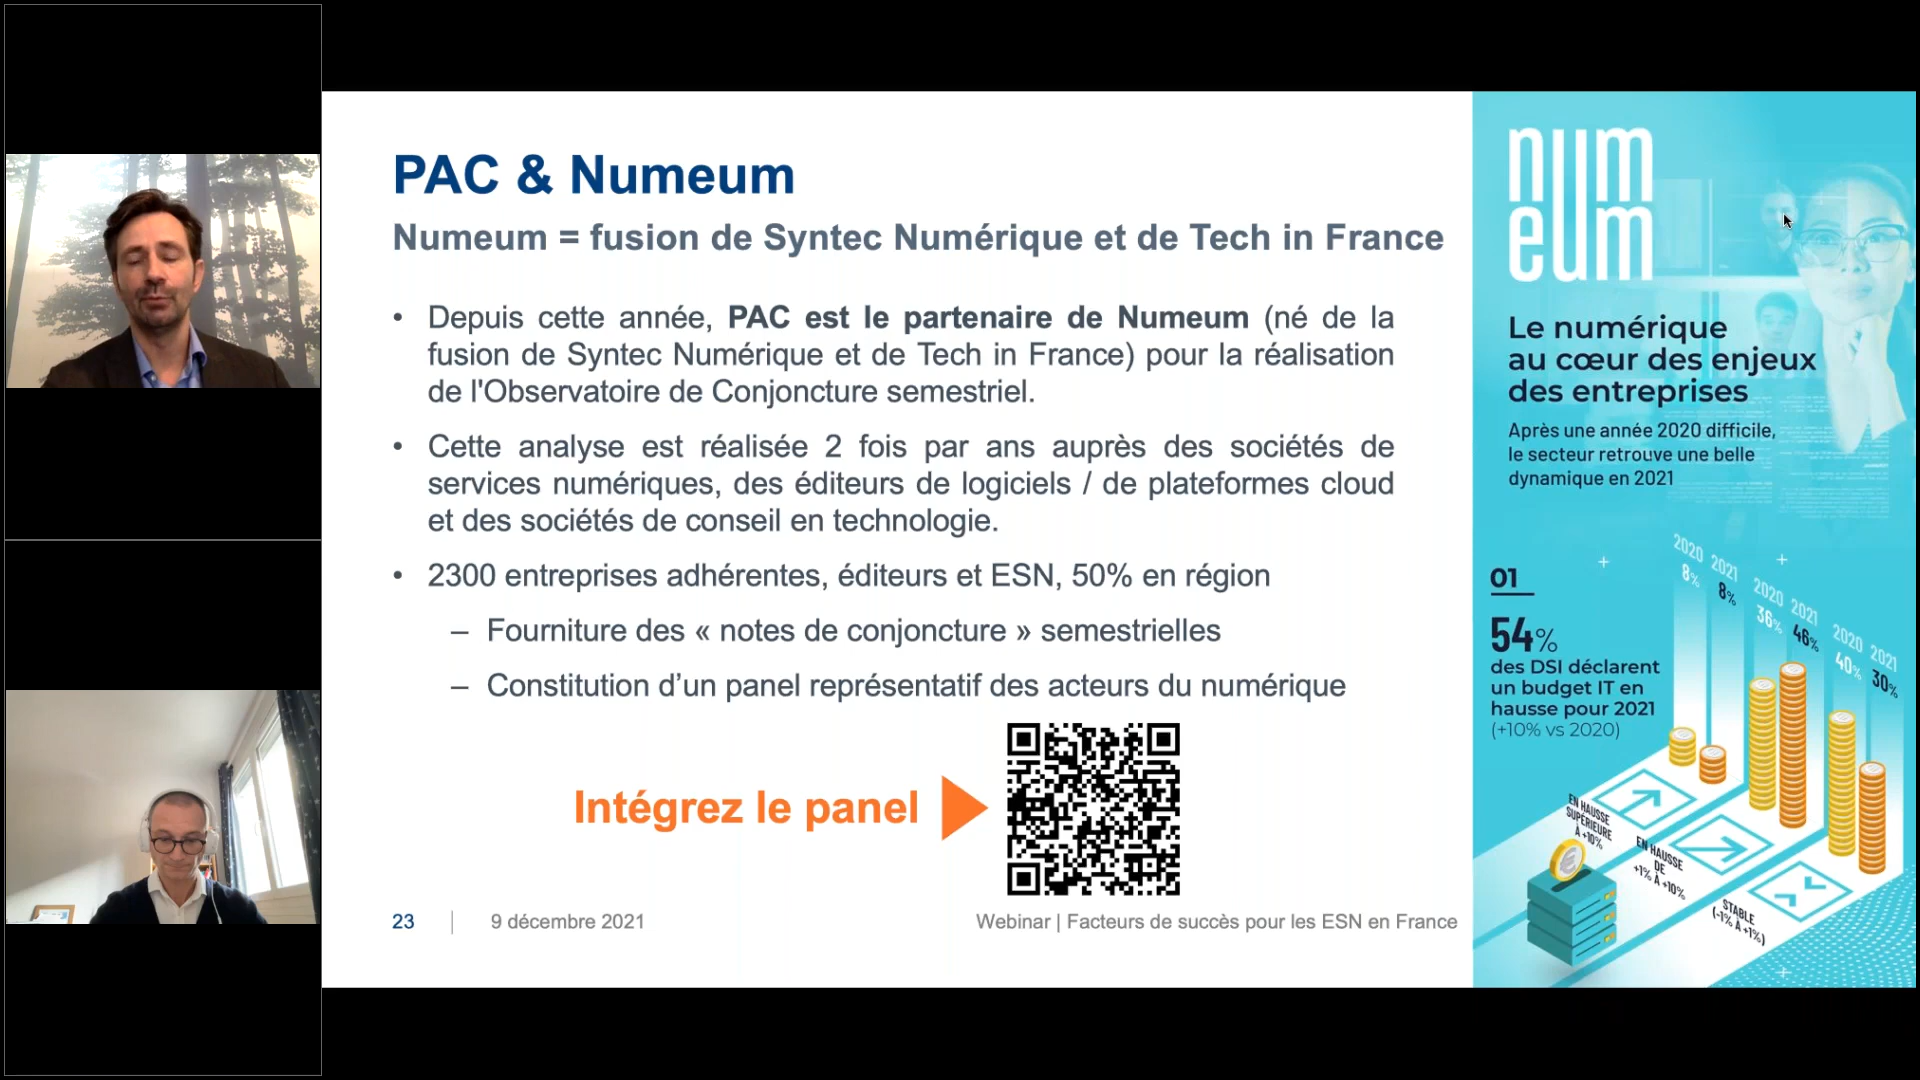 PAC & Numeum
Numeum = fusion de Syntec Numérique et de Tech in France
• Depuis cette année, PAC est le partenaire de Numeum (né de la
fusion de Syntec Numérique et de Tech in France) pour la réalisation
de l'Observatoire de Conjoncture semestriel.
• Cette analyse est réalisée 2 fois par ans auprès des sociétés de
services numériques, des éditeurs de logiciels / de plateformes cloud
et des sociétés de conseil en technologie.
• 2300 entreprises adhérentes, éditeurs et ESN, 50% en région
– Fourniture des « notes de conjoncture » semestrielles
– Constitution d’un panel représentatif des acteurs du numérique
Intégrez le panel
23
9 décembre 2021
Webinar | Facteurs de succès pour les ESN en France
num
eum
Le numérique
au cœur des enjeux
des entreprises
Après une année 2020 difficile,
le secteur retrouve une belle
dynamique en 2021
01
54%
des DSI déclarent
un budget IT en
hausse pour 2021
(+10% vs 2020)
2020
8%
2021
8%
2020
36%
2021
46%
2020
40%
2021
30%
EN HAUSSE
SUPÉRIEURE
À +10%
EN HAUSSE
DE
+1% À +10%
STABLE
(-1% À +1%)